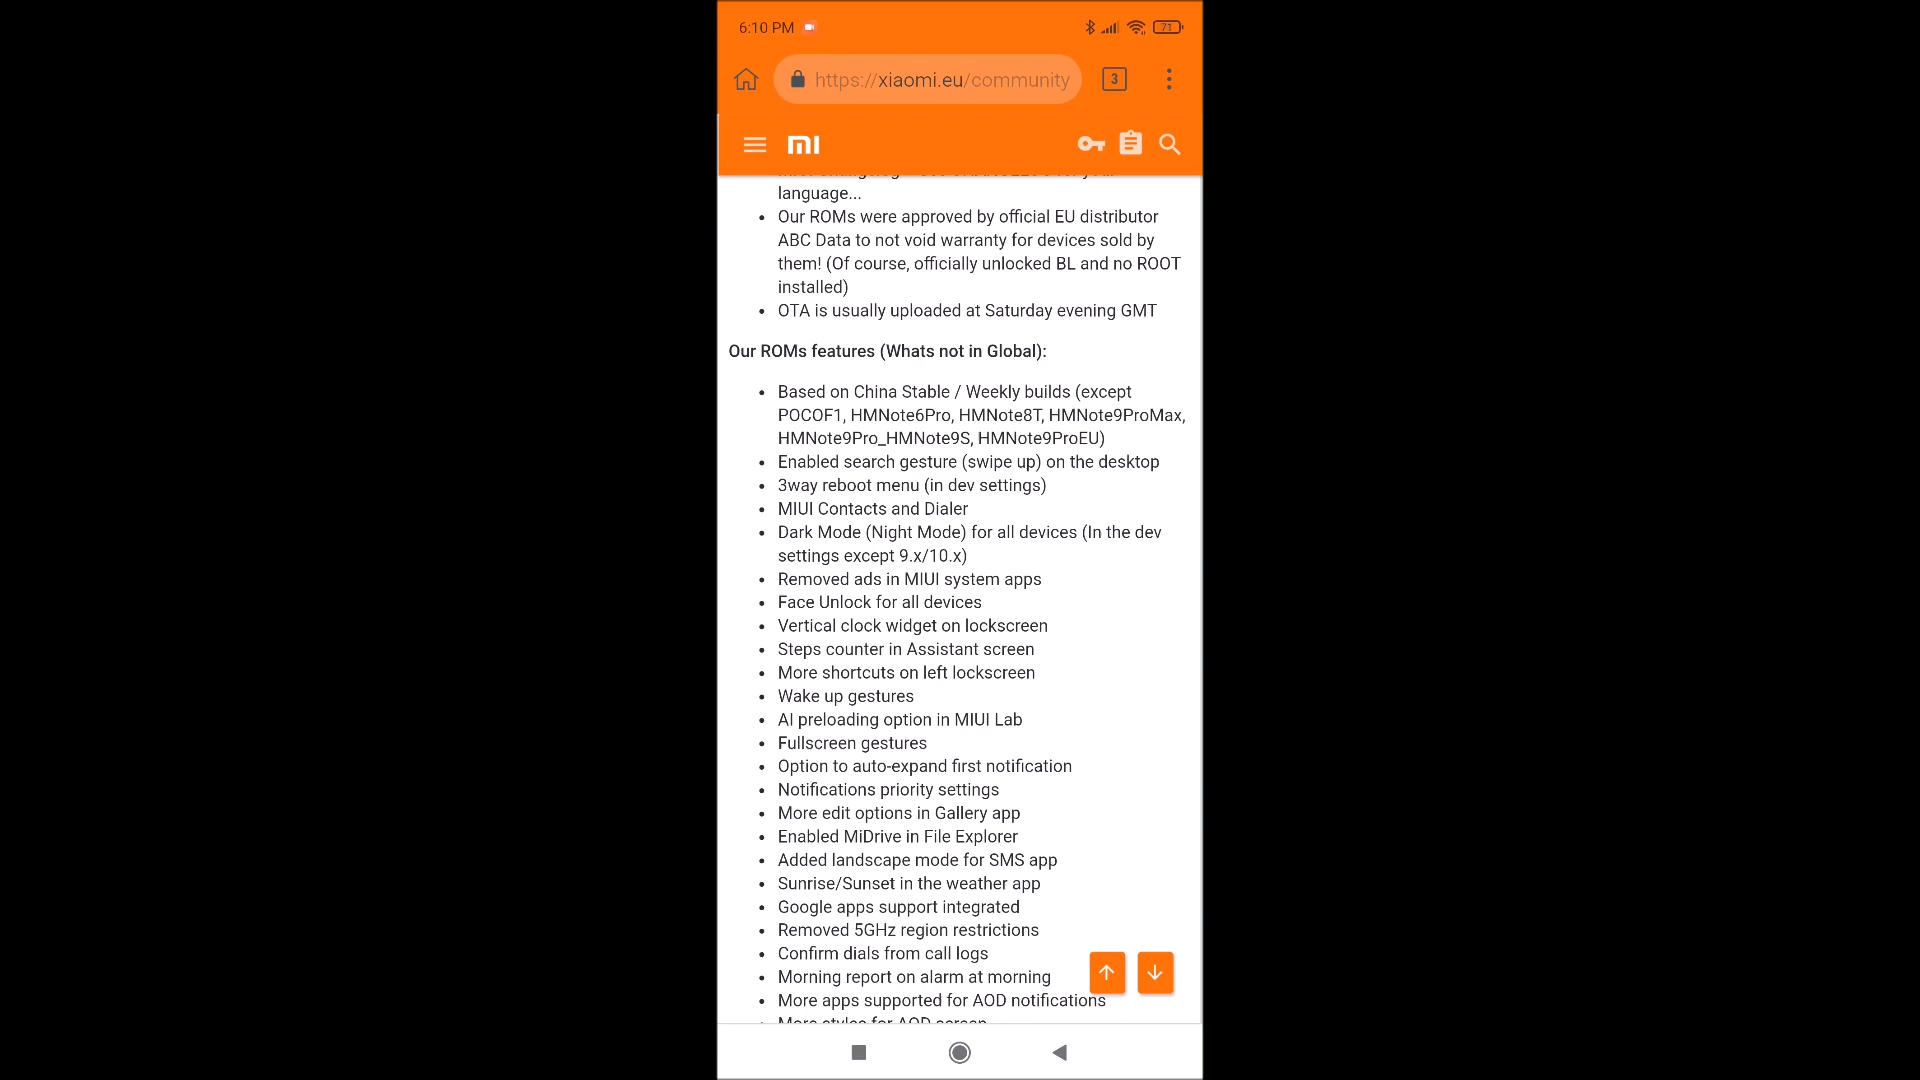 6:10 PM
71
https://xiaomi.eu/community
3
mi
language...
Our ROMs were approved by official EU distributor
ABC Data to not void warranty for devices sold by
them! (Of course, officially unlocked BL and no ROOT
installed)
OTA is usually uploaded at Saturday evening GMT
Our ROMs features (Whats not in Global):
Based on China Stable / Weekly builds (except
POCOF1, HMNote6Pro, HMNote8T, HMNote9ProMax,
HMNote9Pro_HMNote9S, HMNote9ProEU)
Enabled search gesture (swipe up) on the desktop
3way reboot menu (in dev settings)
MIUI Contacts and Dialer
Dark Mode (Night Mode) for all devices (In the dev
settings except 9.x/10.x)
Removed ads in MIUI system apps
Face Unlock for all devices
Vertical clock widget on lockscreen
Steps counter in Assistant screen
More shortcuts on left lockscreen
Wake up gestures
AI preloading option in MIUI Lab
Fullscreen gestures
Option to auto-expand first notification
Notifications priority settings
More edit options in Gallery app
Enabled MiDrive in File Explorer
Added landscape mode for SMS app
Sunrise/Sunset in the weather app
Google apps support integrated
Removed 5GHz region restrictions
Confirm dials from call logs
Morning report on alarm at morning
More apps supported for AOD notifications
More styles for AOD screen